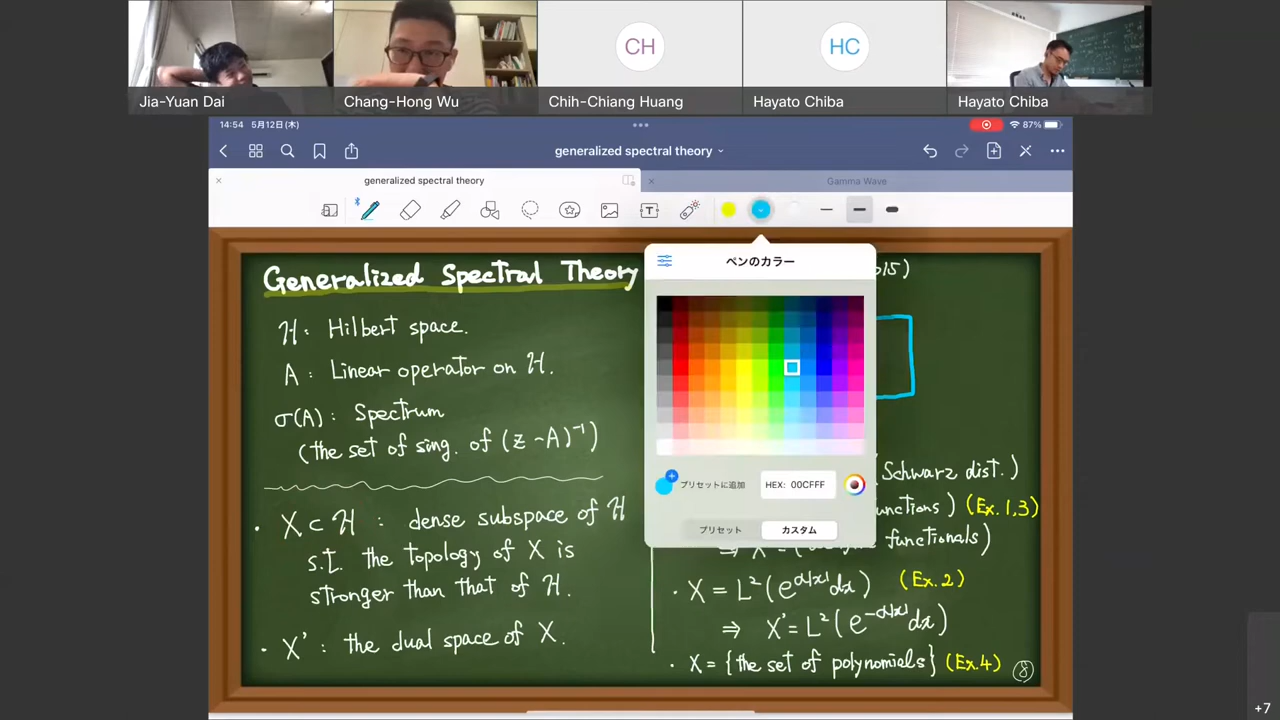 CH
HC
Jia-Yuan Dai
Chang-Hong Wu
Chih-Chiang Huang
Hayato Chiba
Hayato Chiba
14:54 5月12日(木)
87%
generalized spectral theory
generalized spectral theory
Gamma Wave
T
ペンのカラー
プリセットに追加
HEX: 00CFFF
プリセット
カスタム
Generalized Spectral Theory
ℋ: Hilbert space.
A: Linear operator on ℋ.
σ(A): Spectrum
(the set of sing. of (z-A)⁻¹)
・ X ⊂ ℋ : dense subspace of ℋ
s.t. the topology of X is
stronger than that of ℋ.
・ X' : the dual space of X.
015)
Schwarz dist.)
nctions) (Ex. 1,3)
functionals)
・ X = L²(e^{α|x|}dx) (Ex. 2)
⇒ X' = L²(e^{-α|x|}dx)
・ X = {the set of polynomials} (Ex. 4)
⑧
+7